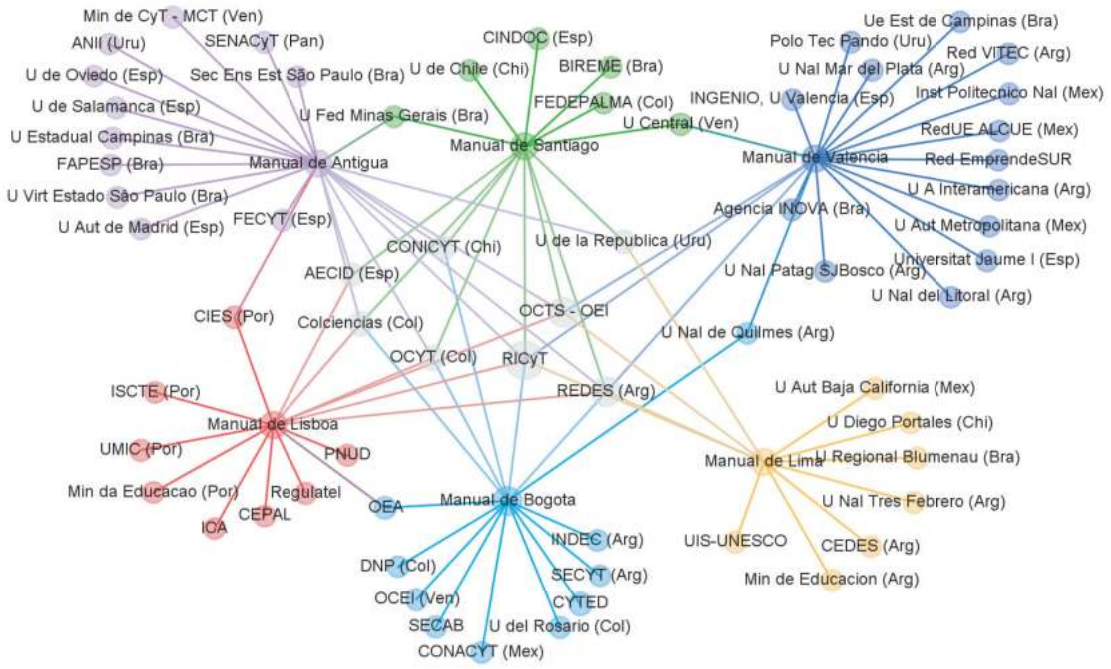 Min de CyT - MCT (Ven)
ANII (Uru)
SENACyT (Pan)
U de Oviedo (Esp)
Sec Ens Est São Paulo (Bra)
U de Salamanca (Esp)
U Fed Minas Gerais (Bra)
U Estadual Campinas (Bra)
Manual de Antigua
FAPESP (Bra)
U Virt Estado São Paulo (Bra)
FECYT (Esp)
U Aut de Madrid (Esp)
CINDOC (Esp)
U de Chile (Chi)
BIREME (Bra)
FEDEPALMA (Col)
U Central (Ven)
Manual de Santiago
Ue Est de Campinas (Bra)
Polo Tec Pando (Uru)
Red VITEC (Arg)
U Nal Mar del Plata (Arg)
INGENIO, U Valencia (Esp)
Inst Politecnico Nal (Mex)
RedUE ALCUE (Mex)
Manual de Valencia
Red EmprendeSUR
U A Interamericana (Arg)
Agencia INOVA (Bra)
U Aut Metropolitana (Mex)
Universitat Jaume I (Esp)
U Nal Patag SJBosco (Arg)
U Nal del Litoral (Arg)
U Nal de Quilmes (Arg)
CONICYT (Chi)
U de la Republica (Uru)
AECID (Esp)
Colciencias (Col)
OCTS - OEI
OCYT (Col)
RICyT
REDES (Arg)
CIES (Por)
ISCTE (Por)
Manual de Lisboa
UMIC (Por)
PNUD
Min da Educacao (Por)
Regulatel
CEPAL
ICA
OEA
Manual de Bogota
INDEC (Arg)
DNP (Col)
SECYT (Arg)
OCEI (Ven)
CYTED
SECAB
U del Rosario (Col)
CONACYT (Mex)
U Aut Baja California (Mex)
U Diego Portales (Chi)
Manual de Lima
U Regional Blumenau (Bra)
U Nal Tres Febrero (Arg)
UIS-UNESCO
CEDES (Arg)
Min de Educacion (Arg)